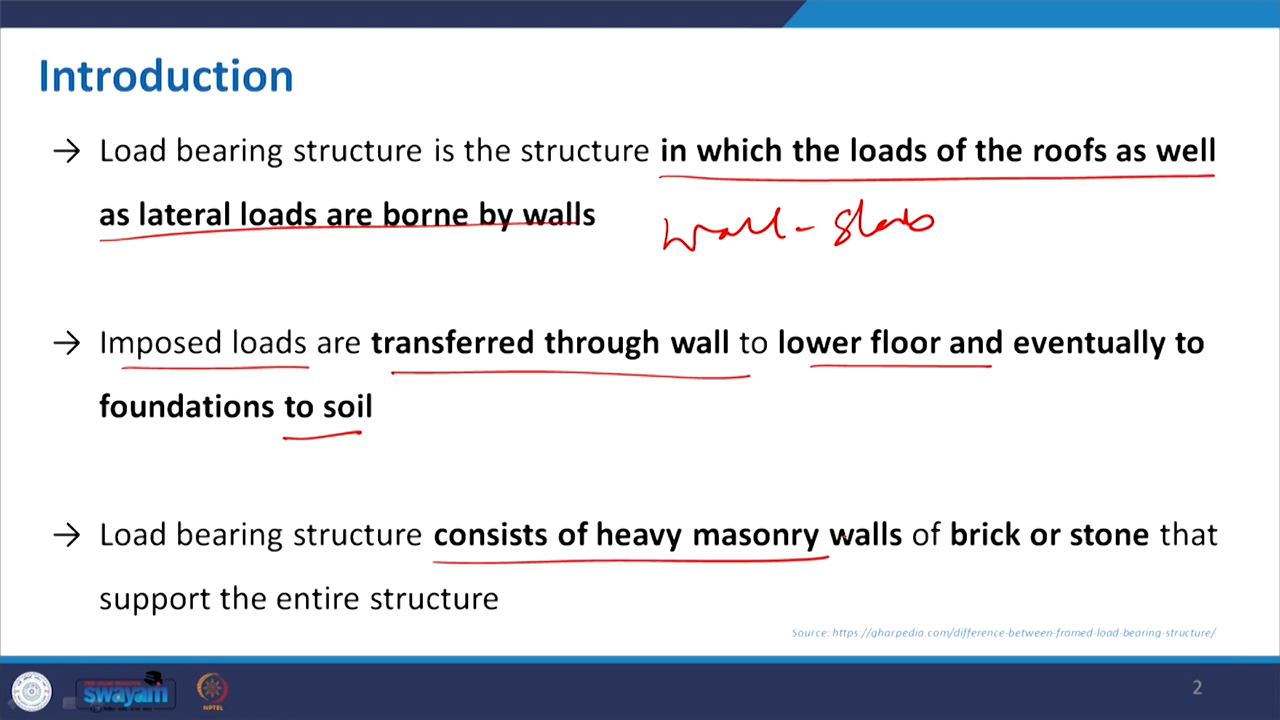 Introduction
→ Load bearing structure is the structure in which the loads of the roofs as well
as lateral loads are borne by walls
wall - slab
→ Imposed loads are transferred through wall to lower floor and eventually to
foundations to soil
→ Load bearing structure consists of heavy masonry walls of brick or stone that
support the entire structure
Source: https://gharpedia.com/difference-between-framed-load-bearing-structure/
swayam
NPTEL
2